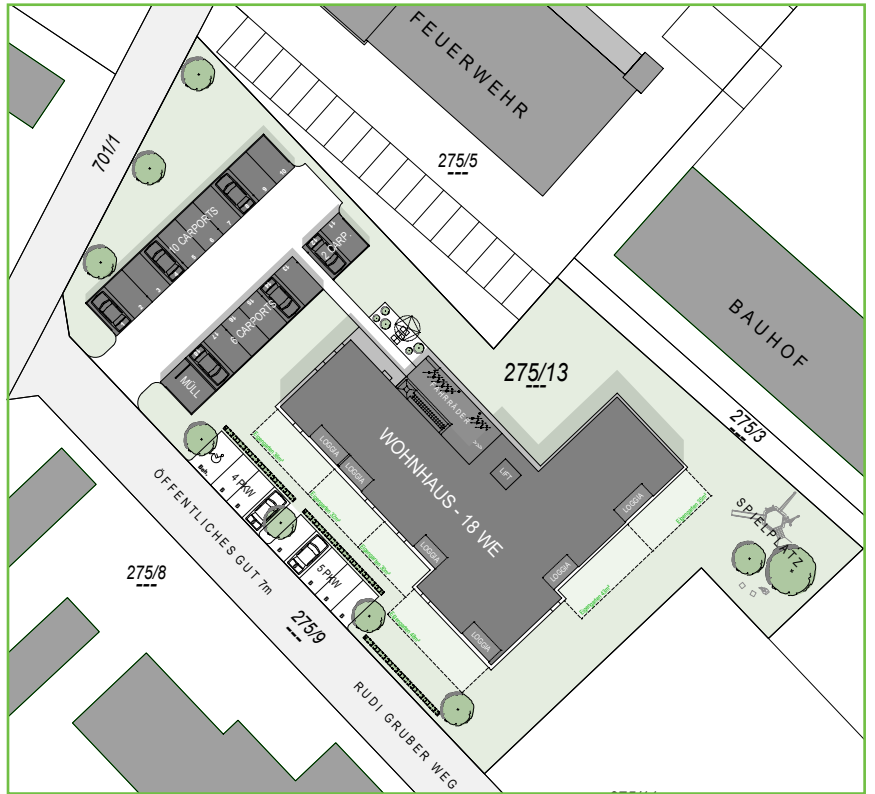 FEUERWEHR
701/1
275/5
10 CARPORTS
2 CARP.
6 CARPORTS
MÜLL
BAUHOF
275/13
FAHRRÄDER
275/3
WOHNHAUS - 18 WE
LIFT
LOGGIA
LOGGIA
LOGGIA
LOGGIA
LOGGIA
LOGGIA
SPIELPLATZ
4 PKW
5 PKW
ÖFFENTLICHES GUT 7m
275/8
275/9
RUDI GRUBER WEG